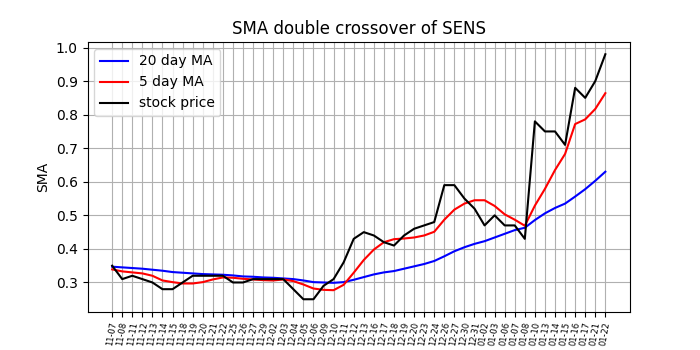 SMA double crossover of SENS
20 day MA
5 day MA
stock price
SMA
1.0
0.9
0.8
0.7
0.6
0.5
0.4
0.3
11-07 11-08 11-11 11-12 11-13 11-14 11-15 11-18 11-19 11-20 11-21 11-22 11-25 11-26 11-27 11-29 12-02 12-03 12-04 12-05 12-06 12-09 12-10 12-11 12-12 12-13 12-16 12-17 12-18 12-19 12-20 12-23 12-24 12-26 12-27 12-30 12-31 01-02 01-03 01-06 01-07 01-08 01-10 01-13 01-14 01-15 01-16 01-17 01-21 01-22